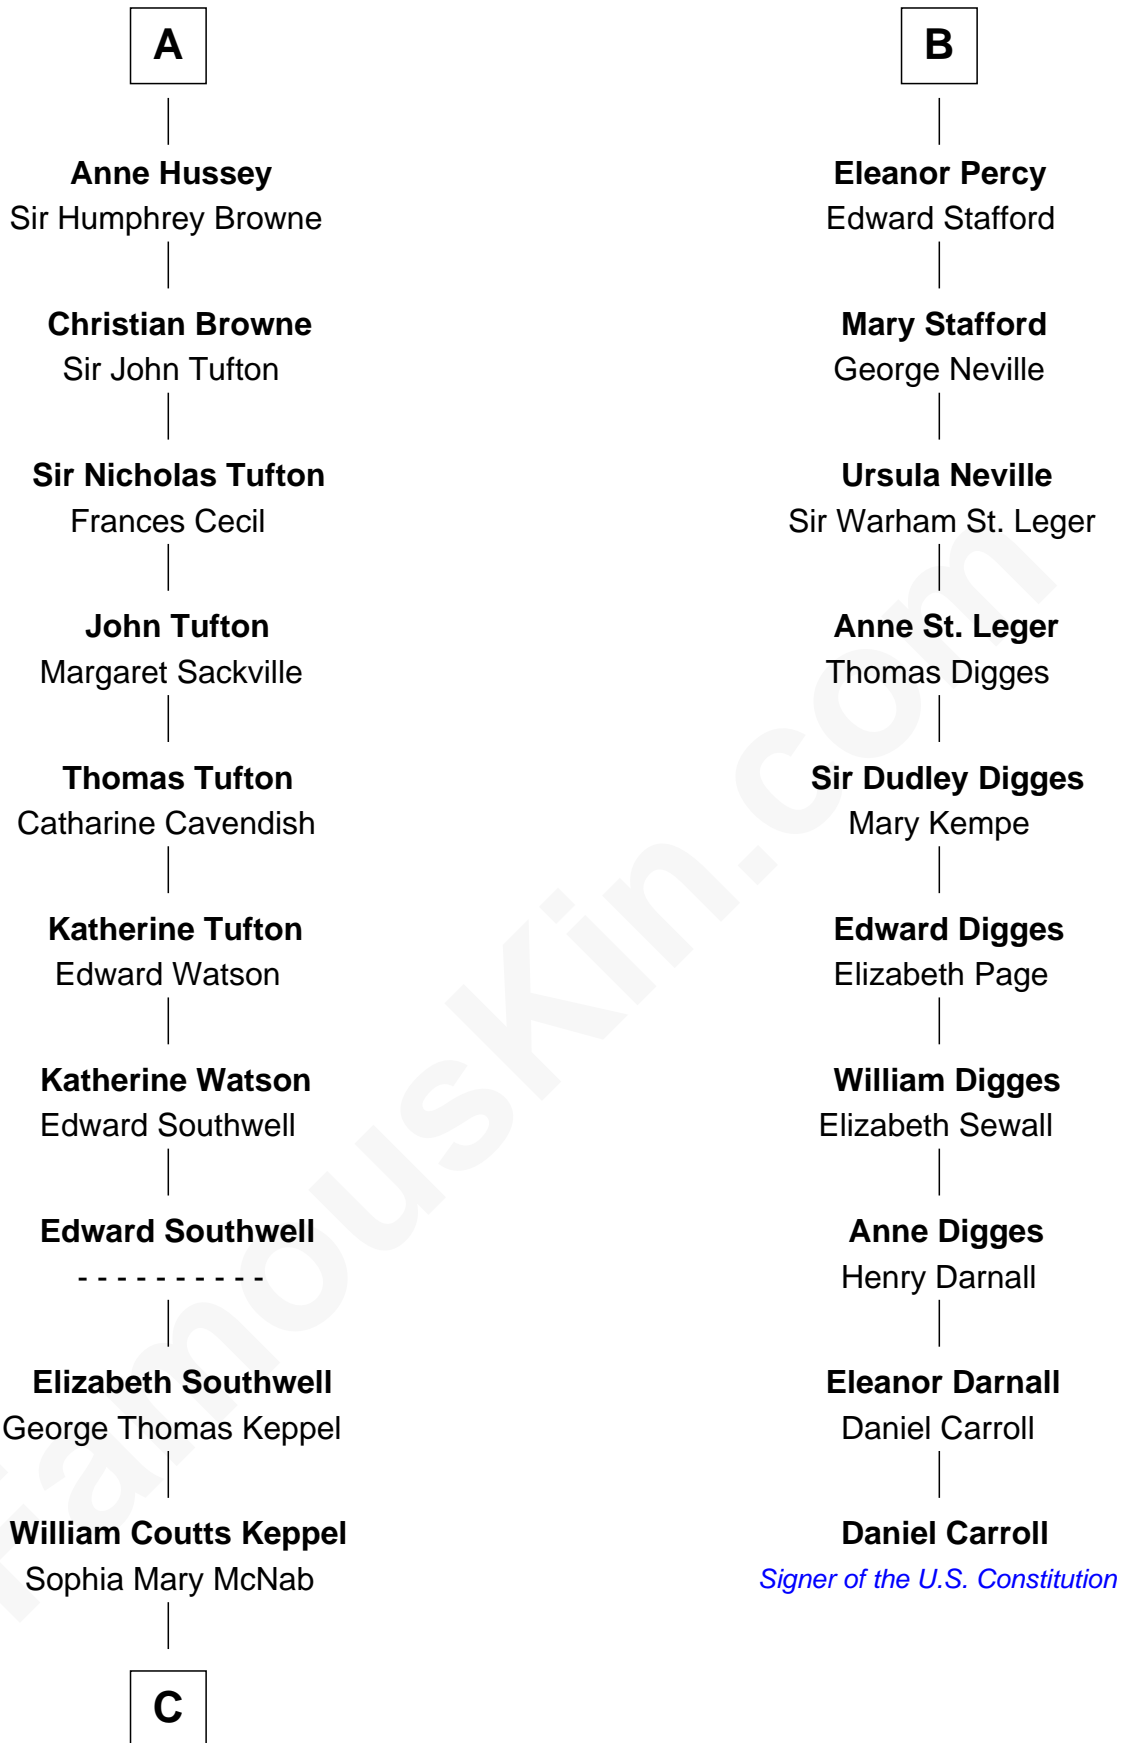 A
Anne Hussey
Sir Humphrey Browne
Christian Browne
Sir John Tufton
Sir Nicholas Tufton
Frances Cecil
John Tufton
Margaret Sackville
Thomas Tufton
Catharine Cavendish
Katherine Tufton
Edward Watson
Katherine Watson
Edward Southwell
Edward Southwell
- - - - - - - - - -
Elizabeth Southwell
George Thomas Keppel
William Coutts Keppel
Sophia Mary McNab
C
B
Eleanor Percy
Edward Stafford
Mary Stafford
George Neville
Ursula Neville
Sir Warham St. Leger
Anne St. Leger
Thomas Digges
Sir Dudley Digges
Mary Kempe
Edward Digges
Elizabeth Page
William Digges
Elizabeth Sewall
Anne Digges
Henry Darnall
Eleanor Darnall
Daniel Carroll
Daniel Carroll
Signer of the U.S. Constitution
FamousKin.com